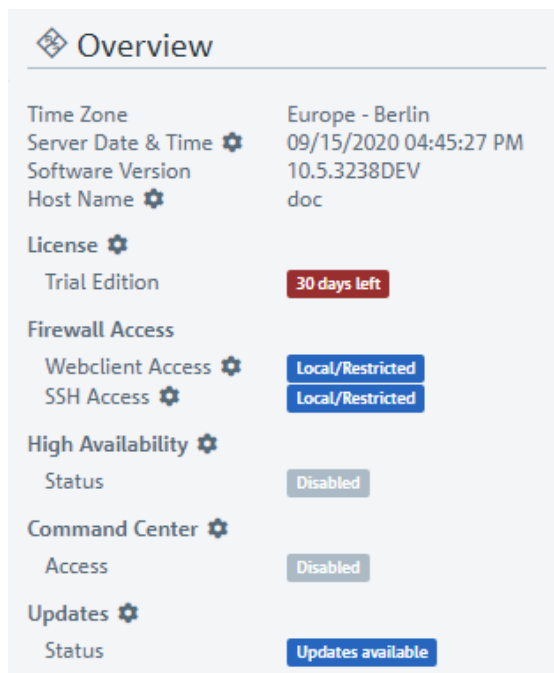 Overview
Time Zone Europe - Berlin
Server Date & Time 09/15/2020 04:45:27 PM
Software Version 10.5.3238DEV
Host Name doc
License
Trial Edition 30 days left
Firewall Access
Webclient Access Local/Restricted
SSH Access Local/Restricted
High Availability
Status Disabled
Command Center
Access Disabled
Updates
Status Updates available